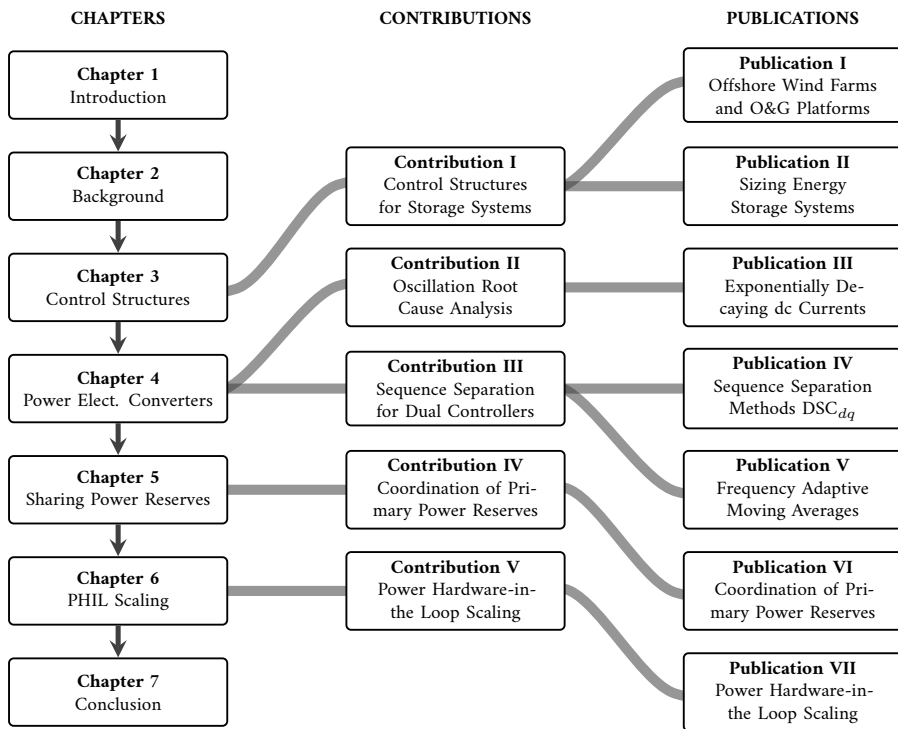 CHAPTERS
Chapter 1
Introduction
Chapter 2
Background
Chapter 3
Control Structures
Chapter 4
Power Elect. Converters
Chapter 5
Sharing Power Reserves
Chapter 6
PHIL Scaling
Chapter 7
Conclusion
CONTRIBUTIONS
Contribution I
Control Structures
for Storage Systems
Contribution II
Oscillation Root
Cause Analysis
Contribution III
Sequence Separation
for Dual Controllers
Contribution IV
Coordination of Pri-
mary Power Reserves
Contribution V
Power Hardware-in-
the Loop Scaling
PUBLICATIONS
Publication I
Offshore Wind Farms
and O&G Platforms
Publication II
Sizing Energy
Storage Systems
Publication III
Exponentially De-
caying dc Currents
Publication IV
Sequence Separation
Methods DSC_dq
Publication V
Frequency Adaptive
Moving Averages
Publication VI
Coordination of Pri-
mary Power Reserves
Publication VII
Power Hardware-in-
the Loop Scaling